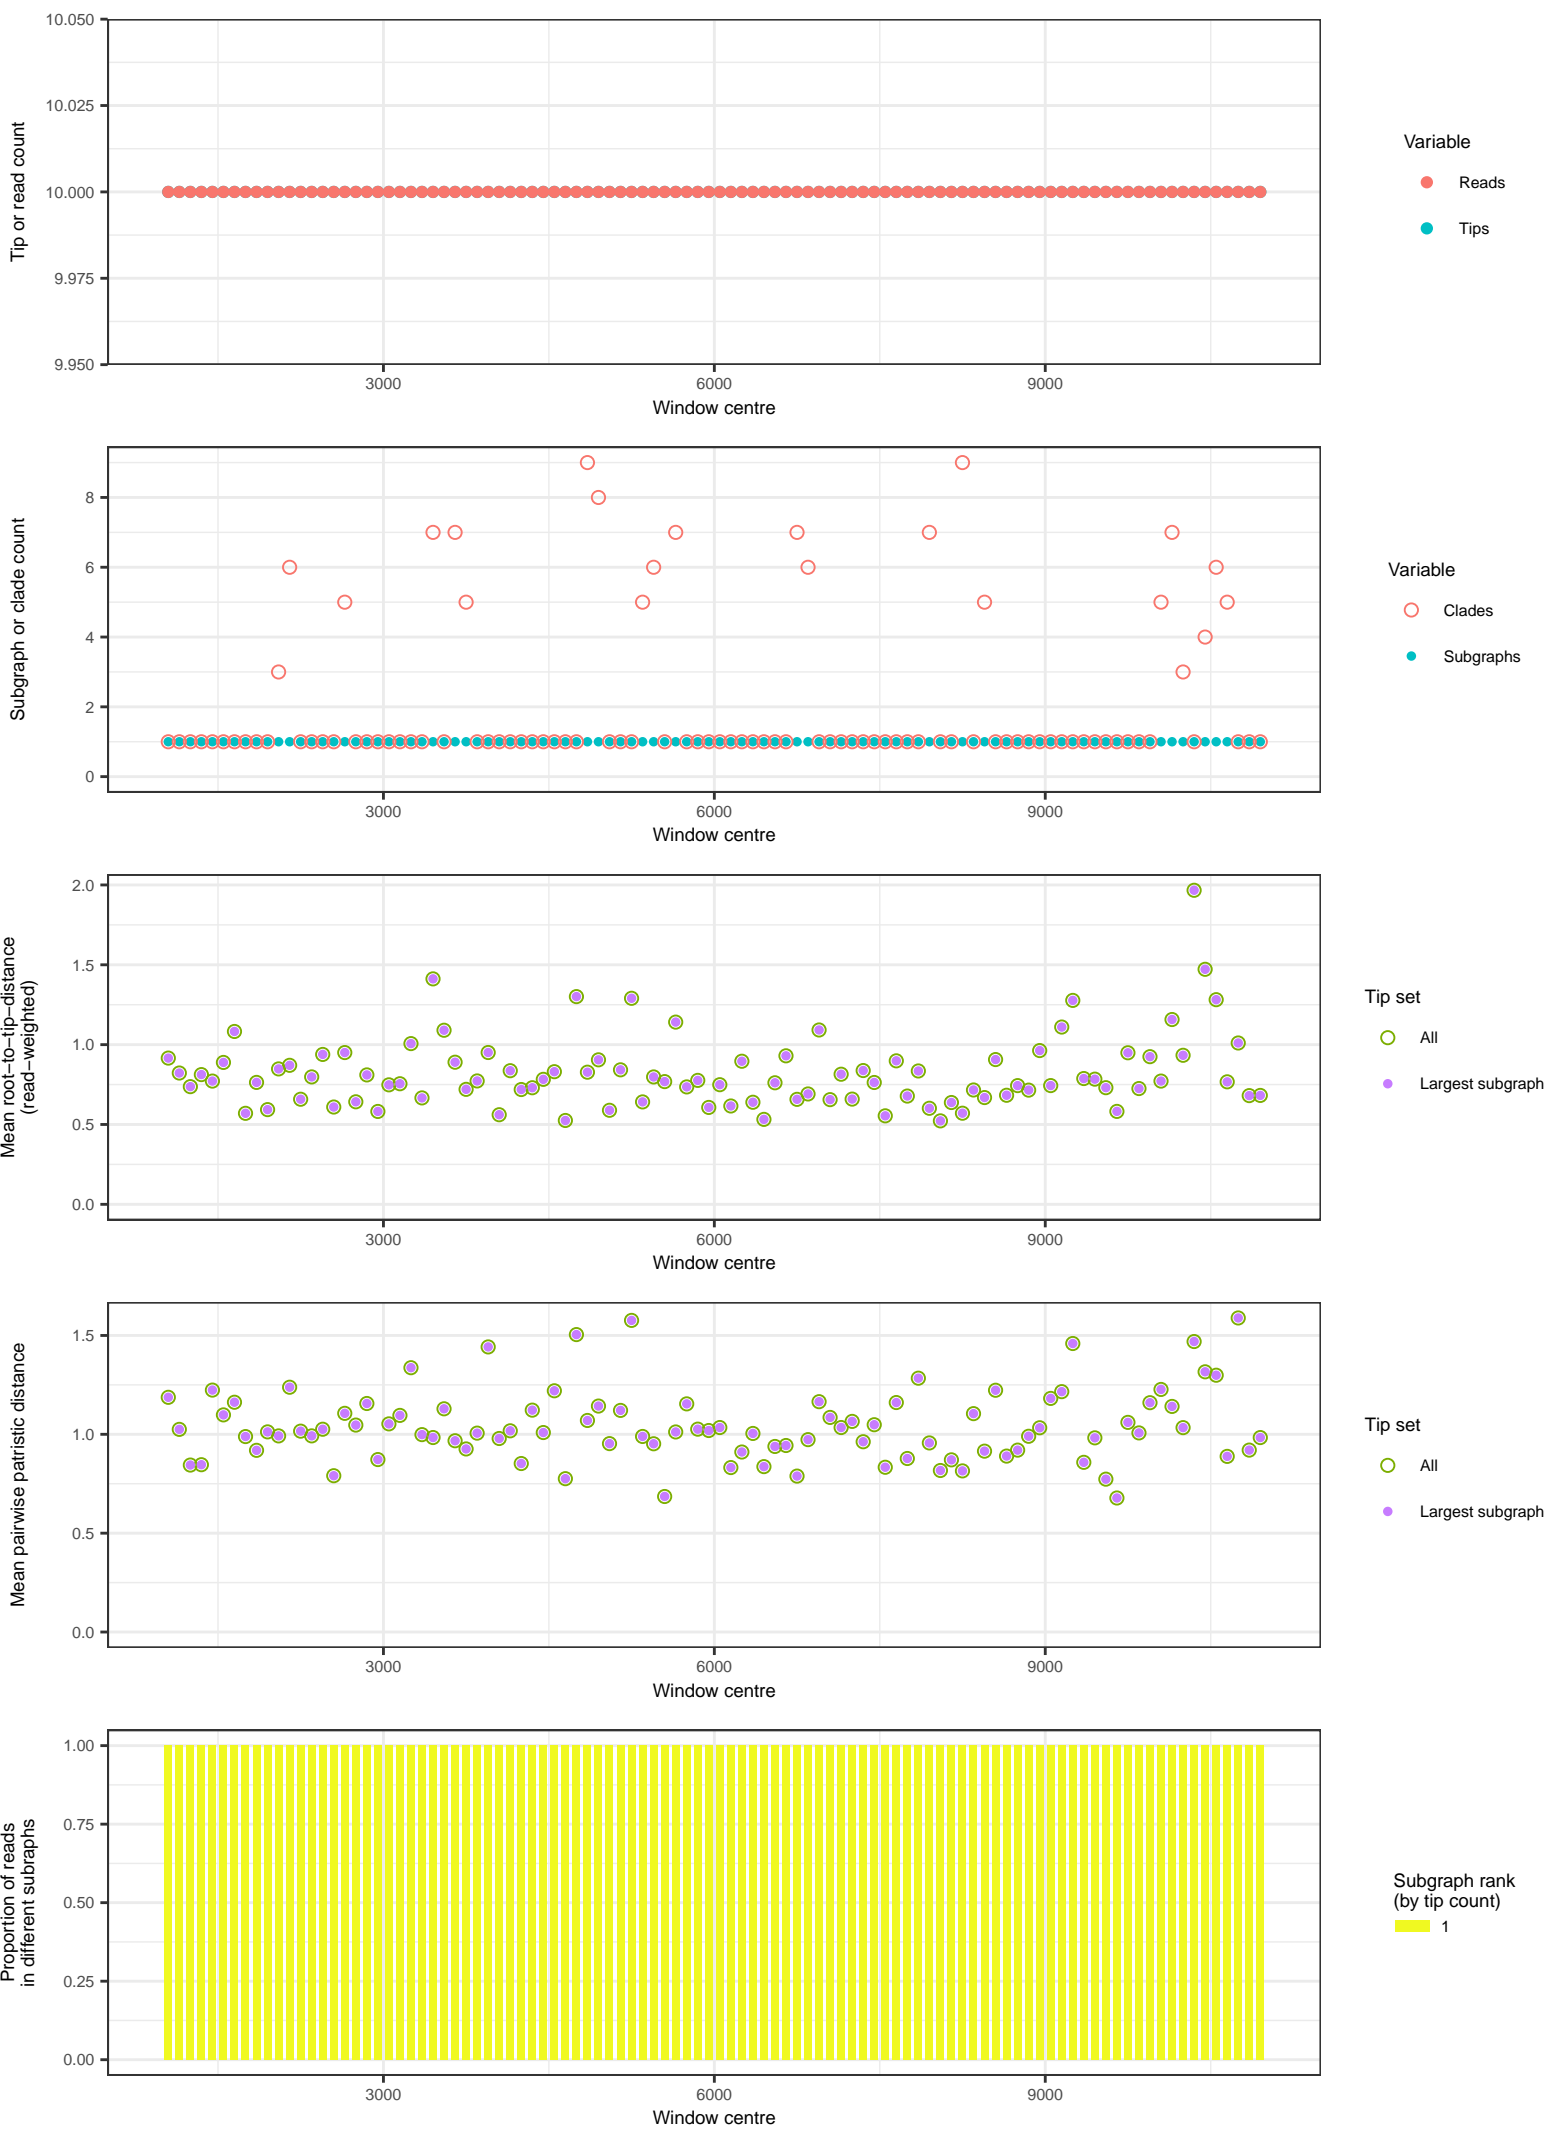 10.050
10.025
10.000
9.975
9.950
Tip or read count
3000
6000
9000
Window centre
Variable
Reads
Tips
8
6
4
2
0
Subgraph or clade count
3000
6000
9000
Window centre
Variable
Clades
Subgraphs
2.0
1.5
1.0
0.5
0.0
Mean root−to−tip−distance
(read−weighted)
3000
6000
9000
Window centre
Tip set
All
Largest subgraph
1.5
1.0
0.5
0.0
Mean pairwise patristic distance
3000
6000
9000
Window centre
Tip set
All
Largest subgraph
1.00
0.75
0.50
0.25
0.00
Proportion of reads
in different subraphs
3000
6000
9000
Window centre
Subgraph rank
(by tip count)
1